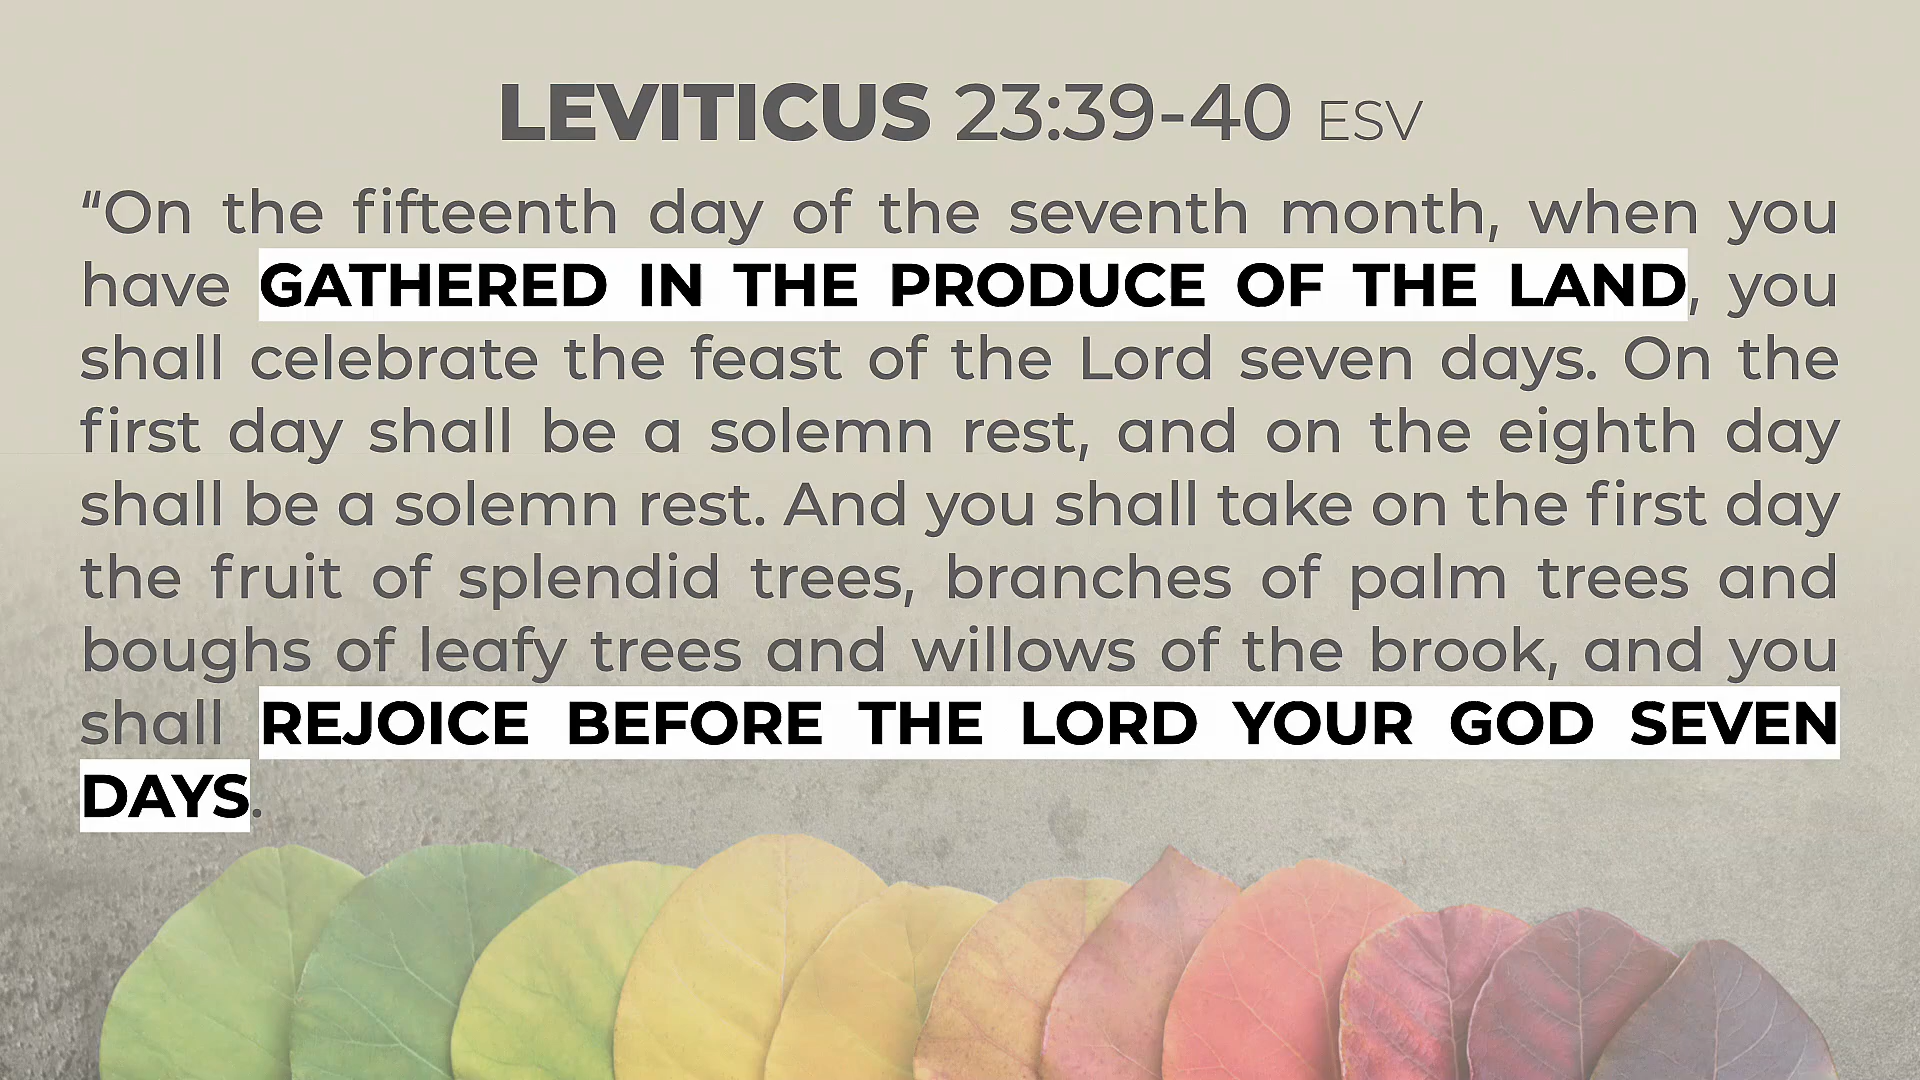 LEVITICUS 23:39-40 ESV
“On the fifteenth day of the seventh month, when you
have GATHERED IN THE PRODUCE OF THE LAND, you
shall celebrate the feast of the Lord seven days. On the
first day shall be a solemn rest, and on the eighth day
shall be a solemn rest. And you shall take on the first day
the fruit of splendid trees, branches of palm trees and
boughs of leafy trees and willows of the brook, and you
shall REJOICE BEFORE THE LORD YOUR GOD SEVEN
DAYS.